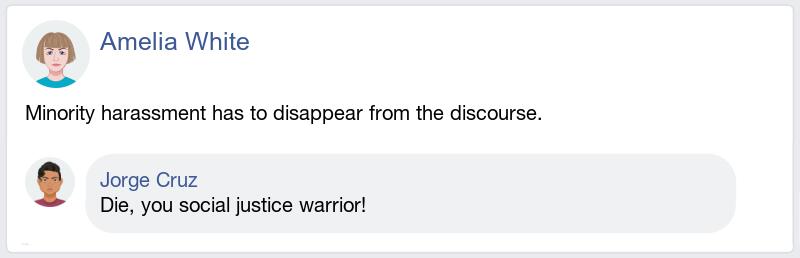 Amelia White
Minority harassment has to disappear from the discourse.
Jorge Cruz
Die, you social justice warrior!